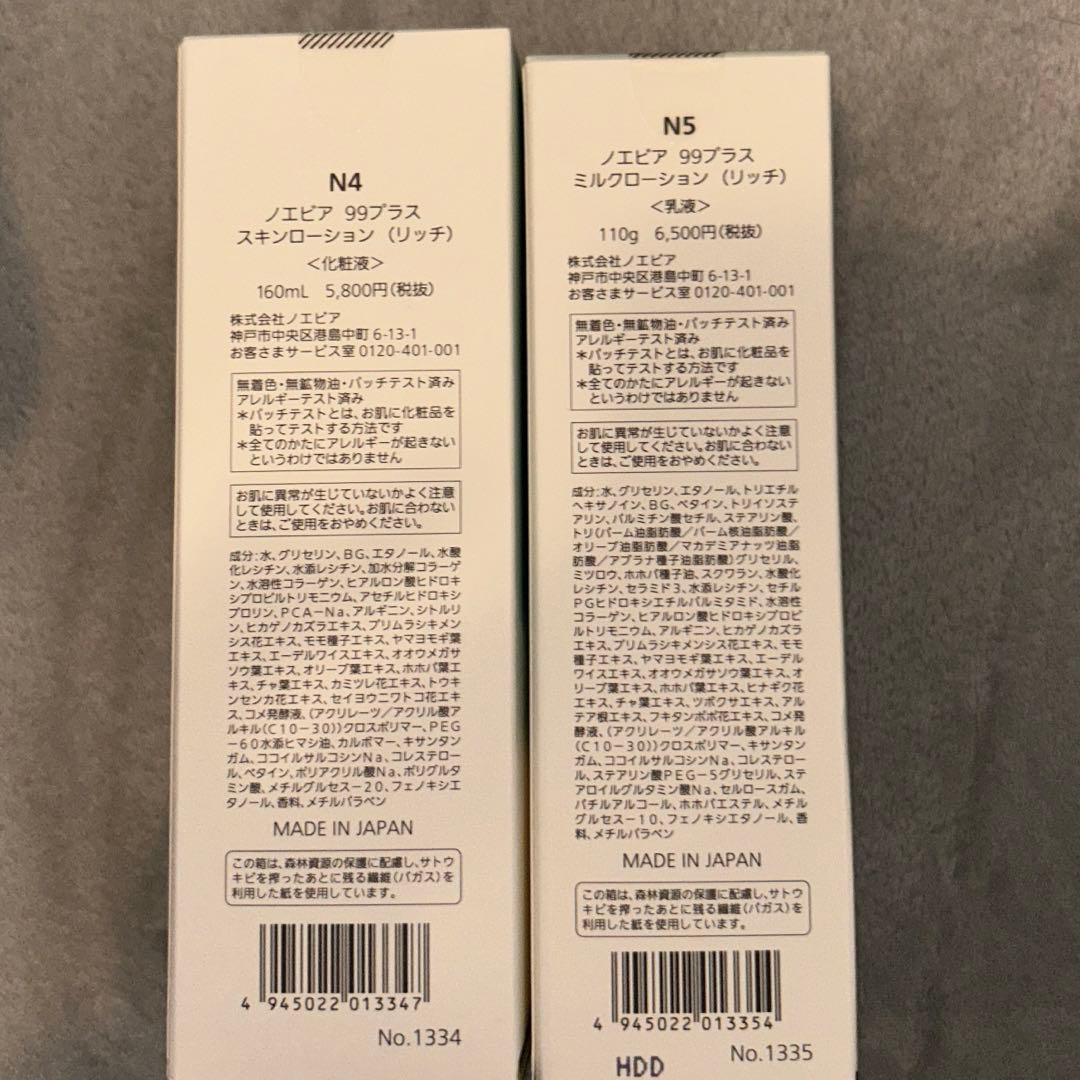 N4
ノエビア 99プラス
スキンローション（リッチ）
＜化粧液＞
160mL 5,800円（税抜）
株式会社ノエビア
神戸市中央区港島中町 6-13-1
お客さまサービス室 0120-401-001
無着色・無鉱物油・パッチテスト済み
アレルギーテスト済み
＊パッチテストとは、お肌に化粧品を
貼ってテストする方法です
＊全てのかたにアレルギーが起きない
というわけではありません
お肌に異常が生じていないかよく注意
して使用してください。お肌に合わない
ときは、ご使用をおやめください。
成分：水、グリセリン、BG、エタノール、水酸
化レシチン、水添レシチン、加水分解コラーゲ
ン、水溶性コラーゲン、ヒアルロン酸ヒドロキ
シプロピルトリモニウム、アセチルヒドロキシ
プロリン、PCA－Na、アルギニン、シトルリ
ン、ヒカゲノカズラエキス、プリムラシキメン
シス花エキス、モモ種子エキス、ヤマヨモギ葉
エキス、エーデルワイスエキス、オオウメガサ
ソウ葉エキス、オリーブ葉エキス、ホホバ葉エ
キス、チャ葉エキス、カミツレ花エキス、トウキ
ンセンカ花エキス、セイヨウニワトコ花エキ
ス、コメ発酵液、（アクリレーツ／アクリル酸ア
ルキル（C10－30））クロスポリマー、PEG
－60水添ヒマシ油、カルボマー、キサンタン
ガム、ココイルサルコシンNa、コレステロー
ル、ベタイン、ポリアクリル酸Na、ポリグルタ
ミン酸、メチルグルセス－20、フェノキシエ
タノール、香料、メチルパラベン
MADE IN JAPAN
この箱は、森林資源の保護に配慮し、サトウ
キビを搾ったあとに残る繊維（バガス）を
利用した紙を使用しています。
4 945022 013347
No.1334
N5
ノエビア 99プラス
ミルクローション（リッチ）
＜乳液＞
110g 6,500円（税抜）
株式会社ノエビア
神戸市中央区港島中町 6-13-1
お客さまサービス室 0120-401-001
無着色・無鉱物油・パッチテスト済み
アレルギーテスト済み
＊パッチテストとは、お肌に化粧品を
貼ってテストする方法です
＊全てのかたにアレルギーが起きない
というわけではありません
お肌に異常が生じていないかよく注意
して使用してください。お肌に合わない
ときは、ご使用をおやめください。
成分：水、グリセリン、エタノール、トリエチル
ヘキサノイン、BG、ベタイン、トリイソステ
アリン、パルミチン酸セチル、ステアリン酸、
トリ（パーム油脂肪酸／パーム核油脂肪酸／
オリーブ油脂肪酸／マカデミアナッツ油脂
肪酸／アブラナ種子油脂肪酸）グリセリル、
ミツロウ、ホホバ種子油、スクワラン、水酸化
レシチン、セラミド3、水添レシチン、セチル
PGヒドロキシエチルパルミタミド、水溶性
コラーゲン、ヒアルロン酸ヒドロキシプロピ
ルトリモニウム、アルギニン、ヒカゲノカズラ
エキス、プリムラシキメンシス花エキス、モモ
種子エキス、ヤマヨモギ葉エキス、エーデル
ワイスエキス、オオウメガサソウ葉エキス、オ
リーブ葉エキス、ホホバ葉エキス、ヒナギク花
エキス、チャ葉エキス、ツボクサエキス、アル
テア根エキス、フキタンポポ花エキス、コメ発
酵液、（アクリレーツ／アクリル酸アルキル
（C10－30））クロスポリマー、キサンタン
ガム、ココイルサルコシンNa、コレステロー
ル、ステアリン酸PEG－5グリセリル、ステ
アロイルグルタミン酸Na、セルロースガム、
バチルアルコール、ホホバエステル、メチル
グルセス－10、フェノキシエタノール、香
料、メチルパラベン
MADE IN JAPAN
この箱は、森林資源の保護に配慮し、サトウ
キビを搾ったあとに残る繊維（バガス）を
利用した紙を使用しています。
4 945022 013354
HDD No.1335